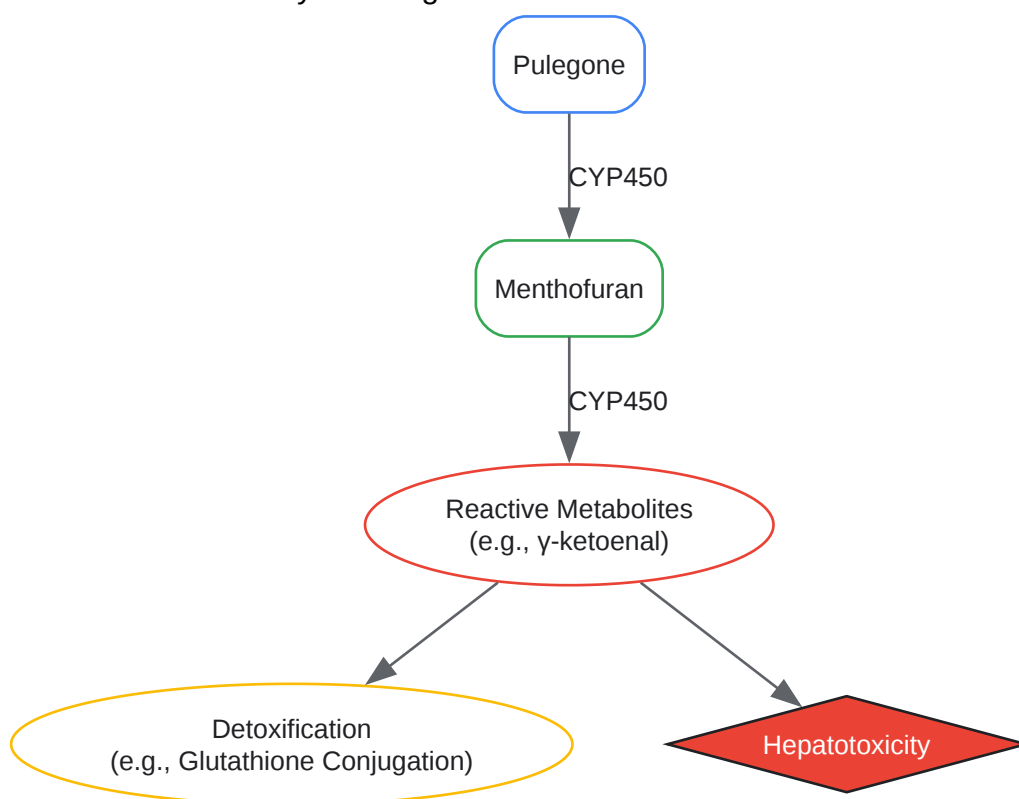 Pulegone
CYP450
Menthofuran
CYP450
Reactive Metabolites
(e.g., γ-ketoenal)
Detoxification
(e.g., Glutathione Conjugation)
Hepatotoxicity